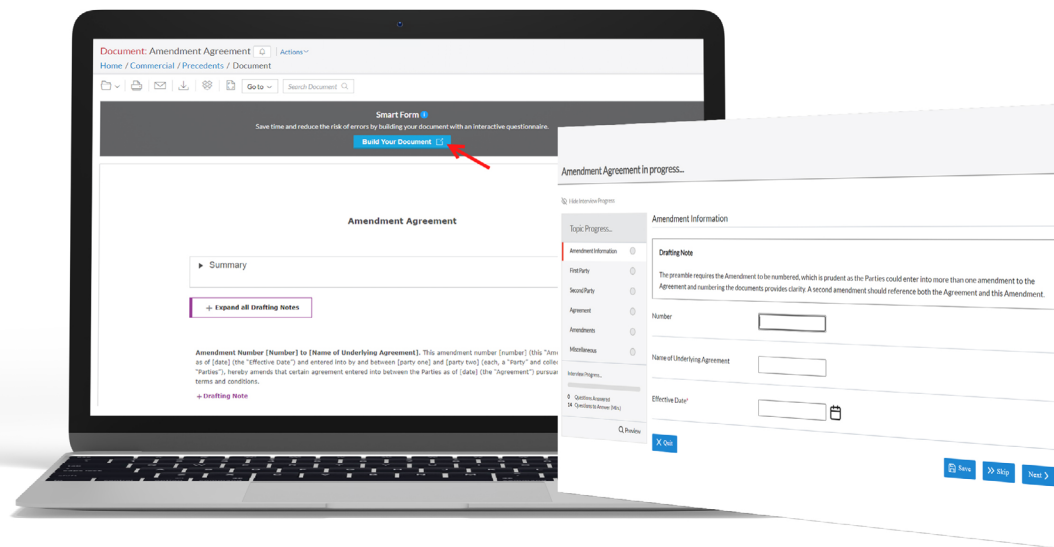 Document: Amendment Agreement
Actions
Home / Commercial / Precedents / Document
Go to
Search Document
Smart Form
Save time and reduce the risk of errors by building your document with an interactive questionnaire.
Build Your Document
Amendment Agreement
Summary
+ Expand all Drafting Notes
Amendment Number [Number] to [Name of Underlying Agreement]. This amendment number [number] (this "Ame
as of [date] (the "Effective Date") and entered into by and between [party one] and [party two] (each, a "Party" and colle
"Parties"), hereby amends that certain agreement entered into between the Parties as of [date] (the "Agreement") pursua
terms and conditions.
+ Drafting Note
Amendment Agreement in progress...
Hide Interview Progress
Topic Progress...
Amendment Information
First Party
Second Party
Agreement
Amendments
Miscellaneous
Interview Progress...
0 Questions Answered
14 Questions to Answer (Min.)
Preview
Amendment Information
Drafting Note
The preamble requires the Amendment to be numbered, which is prudent as the Parties could enter into more than one amendment to the
Agreement and numbering the documents provides clarity. A second amendment should reference both the Agreement and this Amendment.
Number
Name of Underlying Agreement
Effective Date*
X Quit
Save
Skip
Next